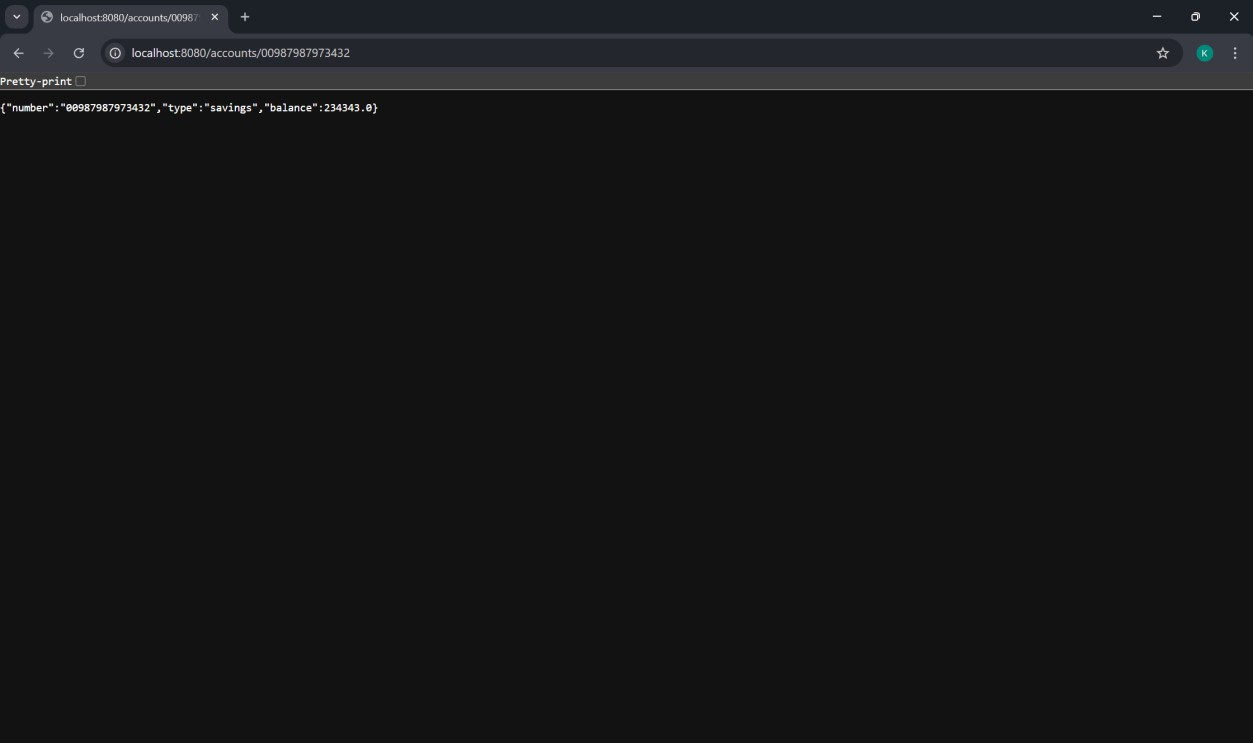 localhost:8080/accounts/00987
localhost:8080/accounts/00987987973432
K
Pretty-print
{"number":"00987987973432","type":"savings","balance":234343.0}